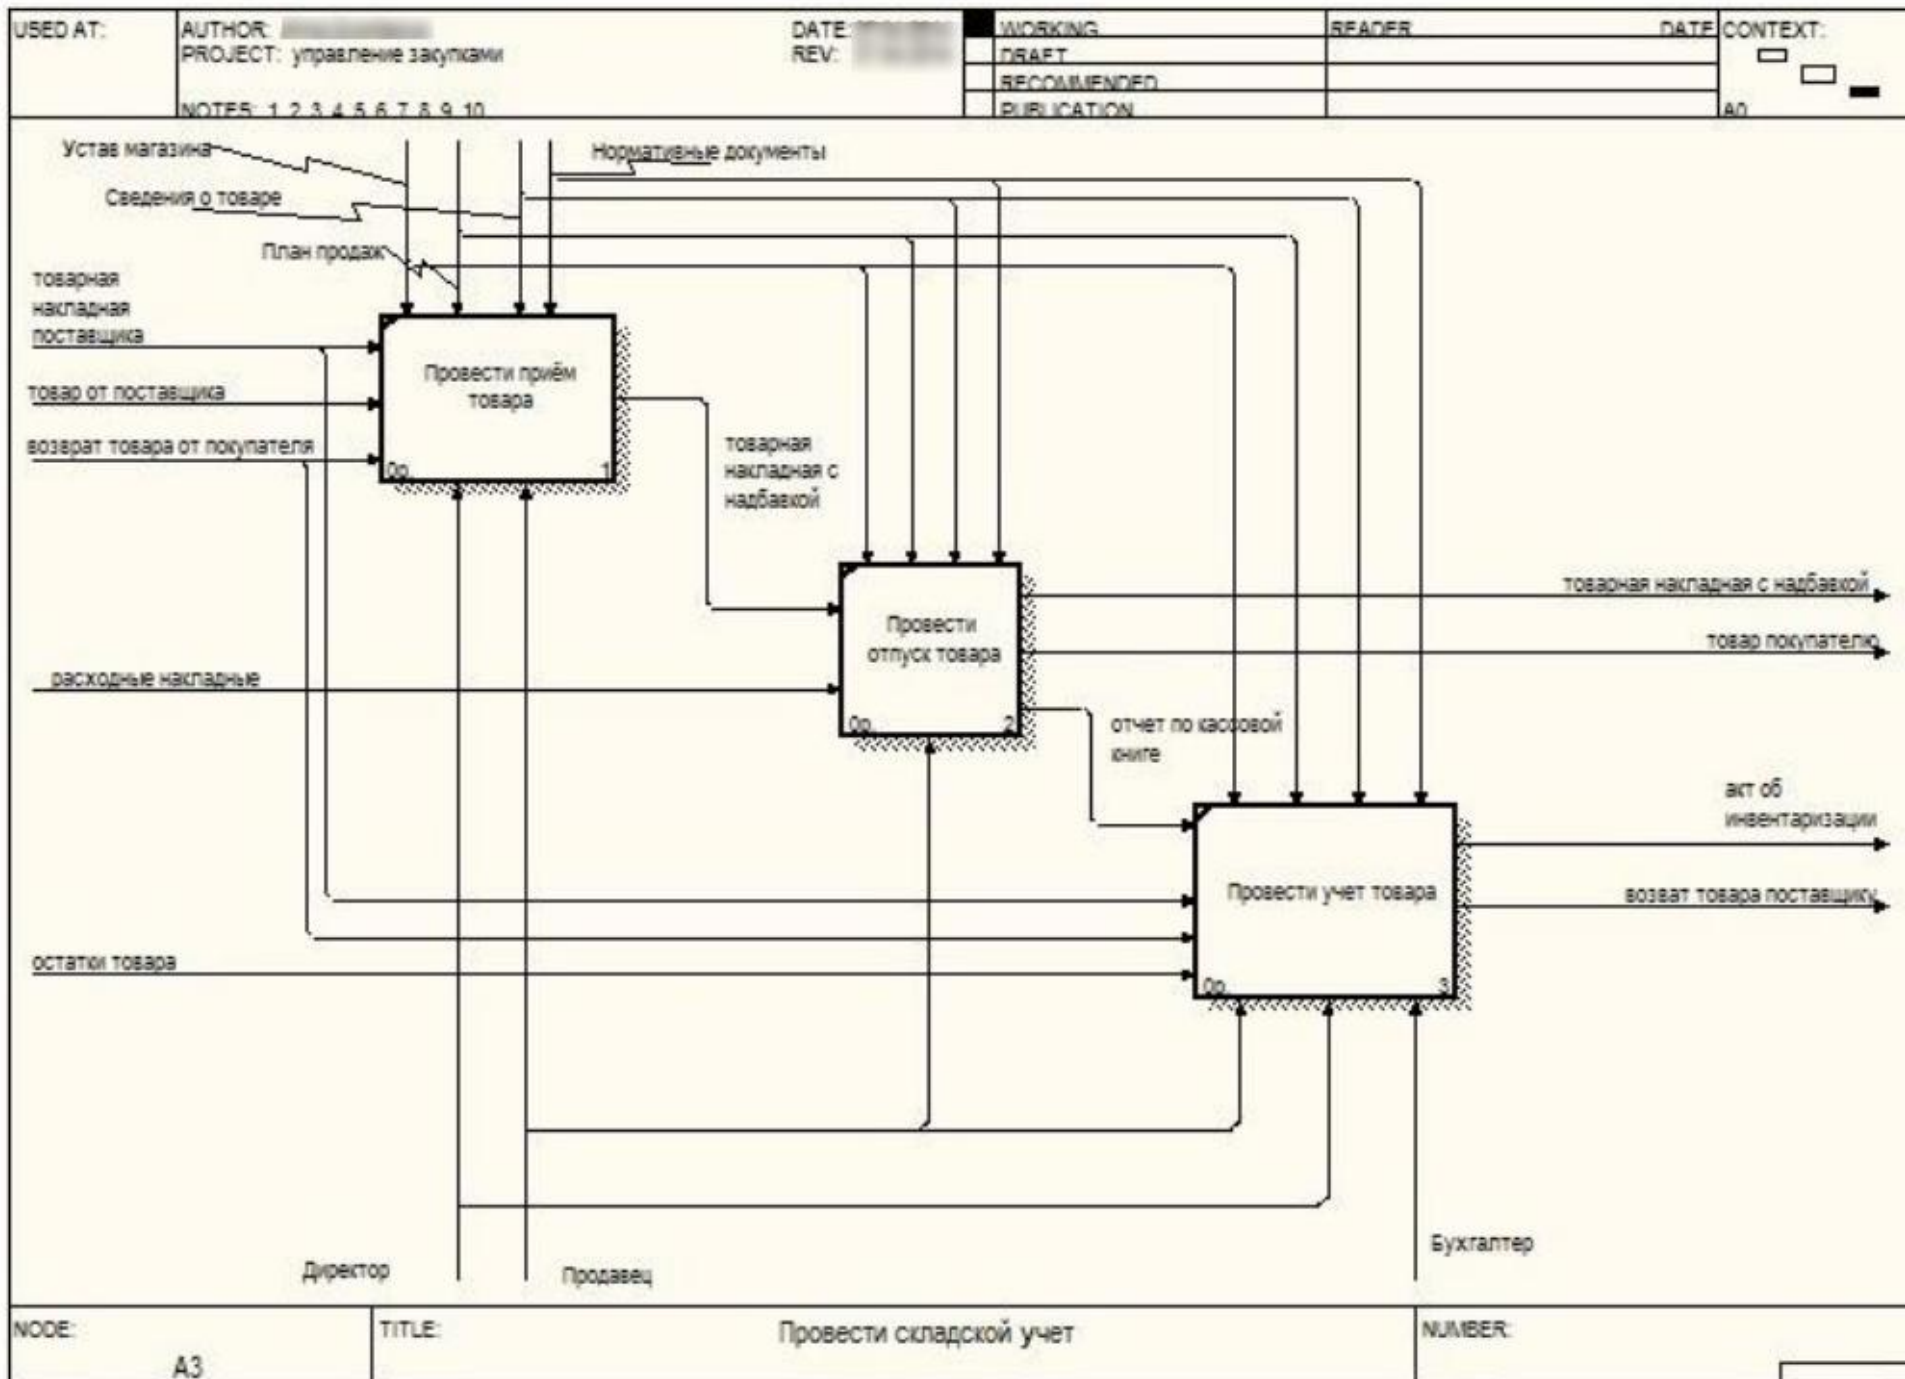 USED AT:
AUTHOR:
PROJECT: управление закупками
NOTES: 1 2 3 4 5 6 7 8 9 10
DATE:
REV:
WORKING
DRAFT
RECOMMENDED
PUBLICATION
READER
DATE
CONTEXT:
A0
Устав магазина
Нормативные документы
Сведения о товаре
План продаж
товарная
накладная
поставщика
товар от поставщика
возврат товара от покупателя
Провести приём
товара
0р.
1
товарная
накладная с
надбавкой
товарная накладная с надбавкой
товар покупателю
Провести
отпуск товара
0р.
2
расходные накладные
отчет по кассовой
книге
акт об
инвентаризации
возват товара поставщику
Провести учет товара
0р.
3
остатки товара
Директор
Продавец
Бухгалтер
NODE:
A3
TITLE:
Провести складской учет
NUMBER: